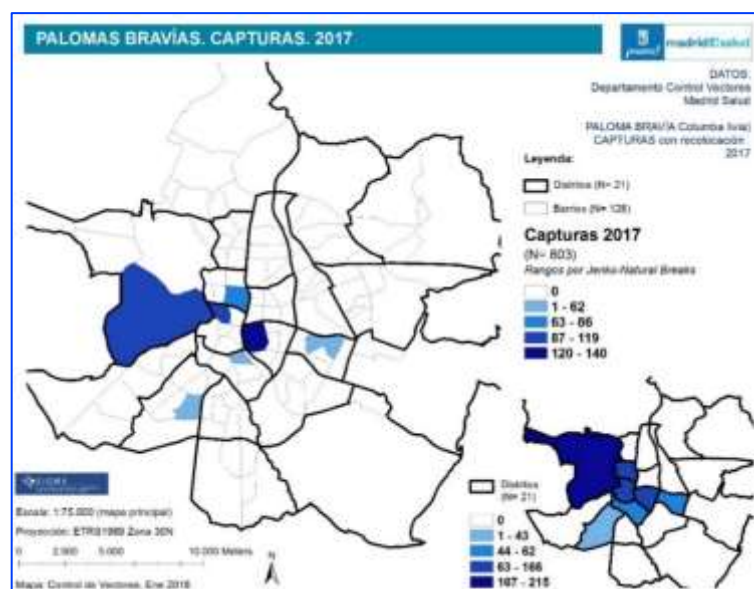 PALOMAS BRAVÍAS. CAPTURAS. 2017
¡MADRID!
madrid salud
DATOS:
Departamento Control Vectores
Madrid Salud
PALOMA BRAVÍA Columba livia)
CAPTURAS con recolocación
2017
Leyenda:
Distritos (N= 21)
Barrios (N= 128)
Capturas 2017
(N= 803)
Rangos por Jenks-Natural Breaks
0
1 - 62
63 - 86
87 - 119
120 - 140
Distritos
(N=21)
0
1 - 43
44 - 62
63 - 166
167 - 215
Escala: 1:75.000 (mapa principal)
Proyección: ETRS1989 Zona 30N
0 2.500 5.000 10.000 Meters
N
Mapa: Control de Vectores, Ene 2018